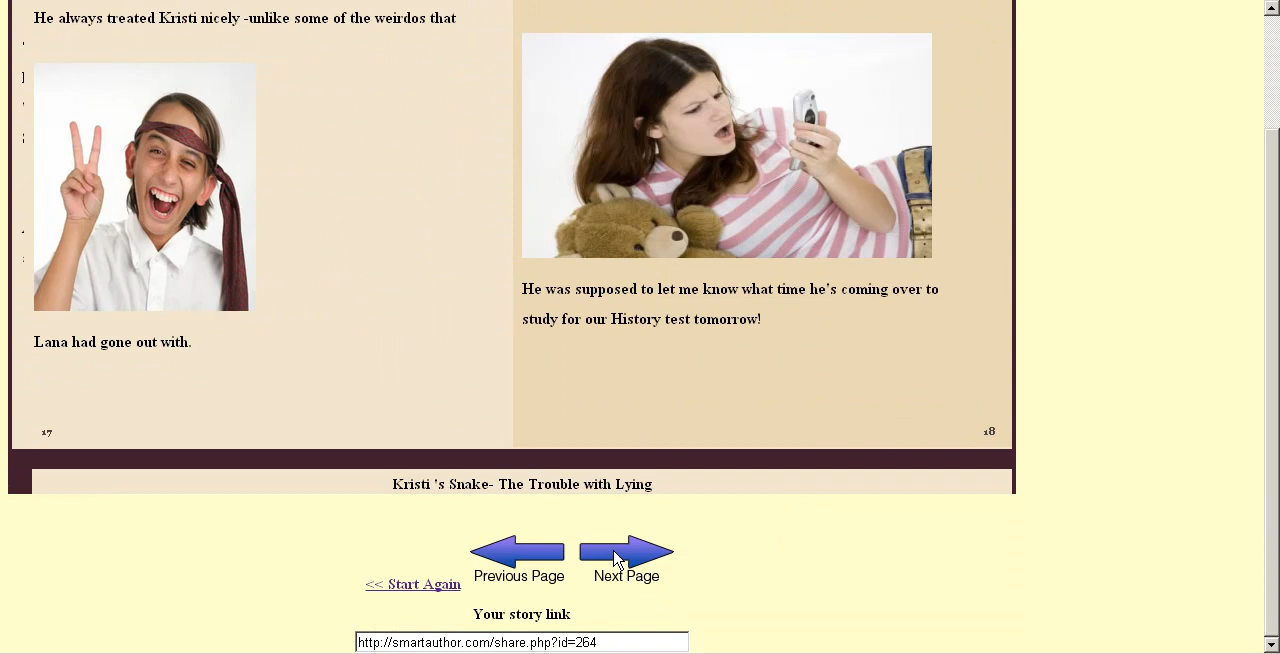 He always treated Kristi nicely -unlike some of the weirdos that
Lana had gone out with.
17
He was supposed to let me know what time he's coming over to
study for our History test tomorrow!
18
Kristi 's Snake- The Trouble with Lying
<< Start Again
Previous Page
Next Page
Your story link
http://smartauthor.com/share.php?id=264